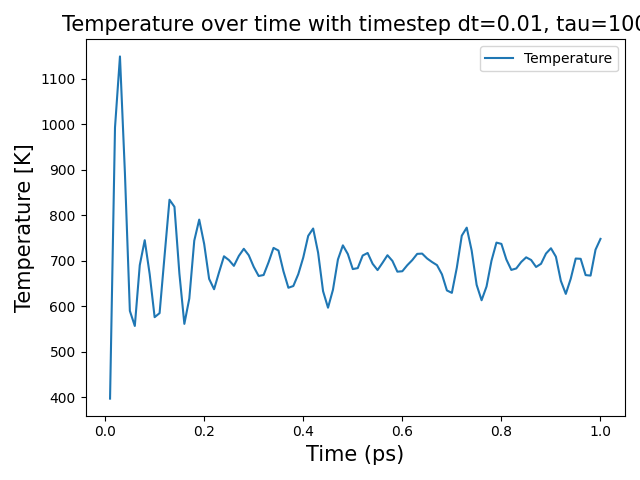 Temperature over time with timestep dt=0.01, tau=100
Temperature
Temperature [K]
1100
1000
900
800
700
600
500
400
0.0 0.2 0.4 0.6 0.8 1.0
Time (ps)